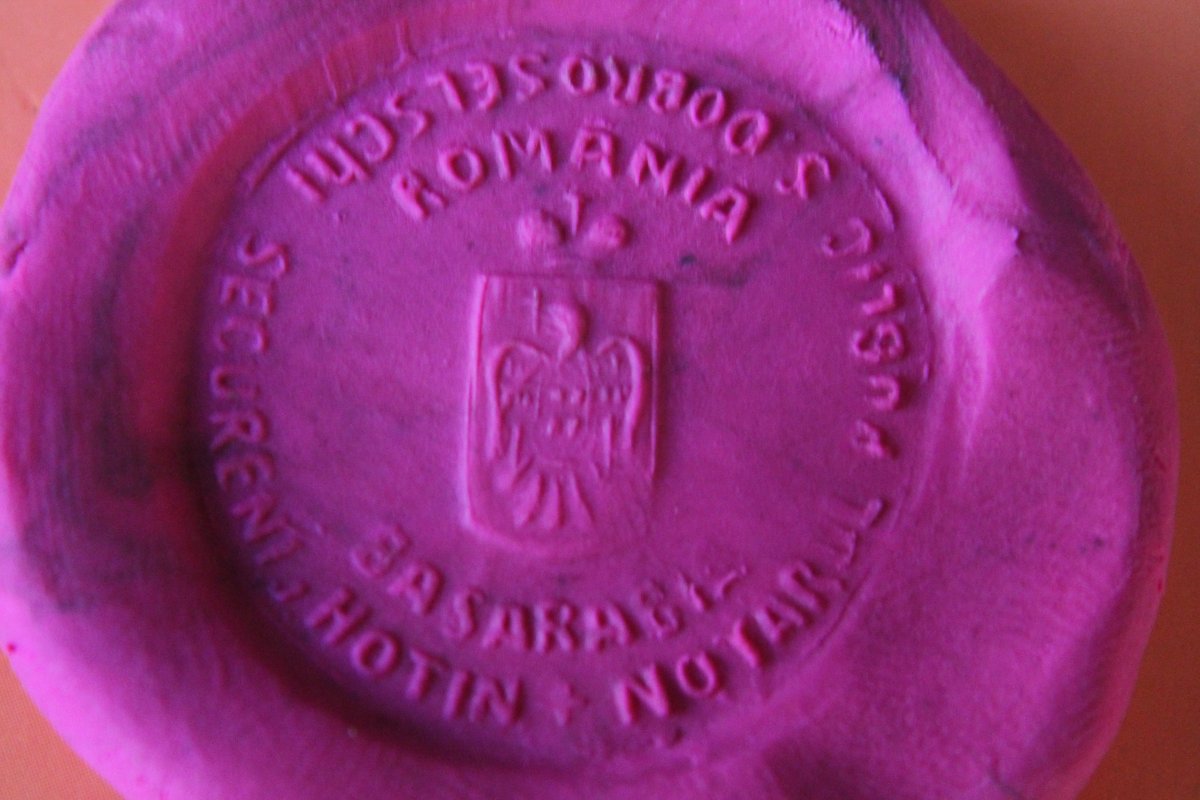 NOTARUL PUBLIC S DOBROSELSCHI
SECURENI, HOTIN +
ROMÂNIA
BASARABIA